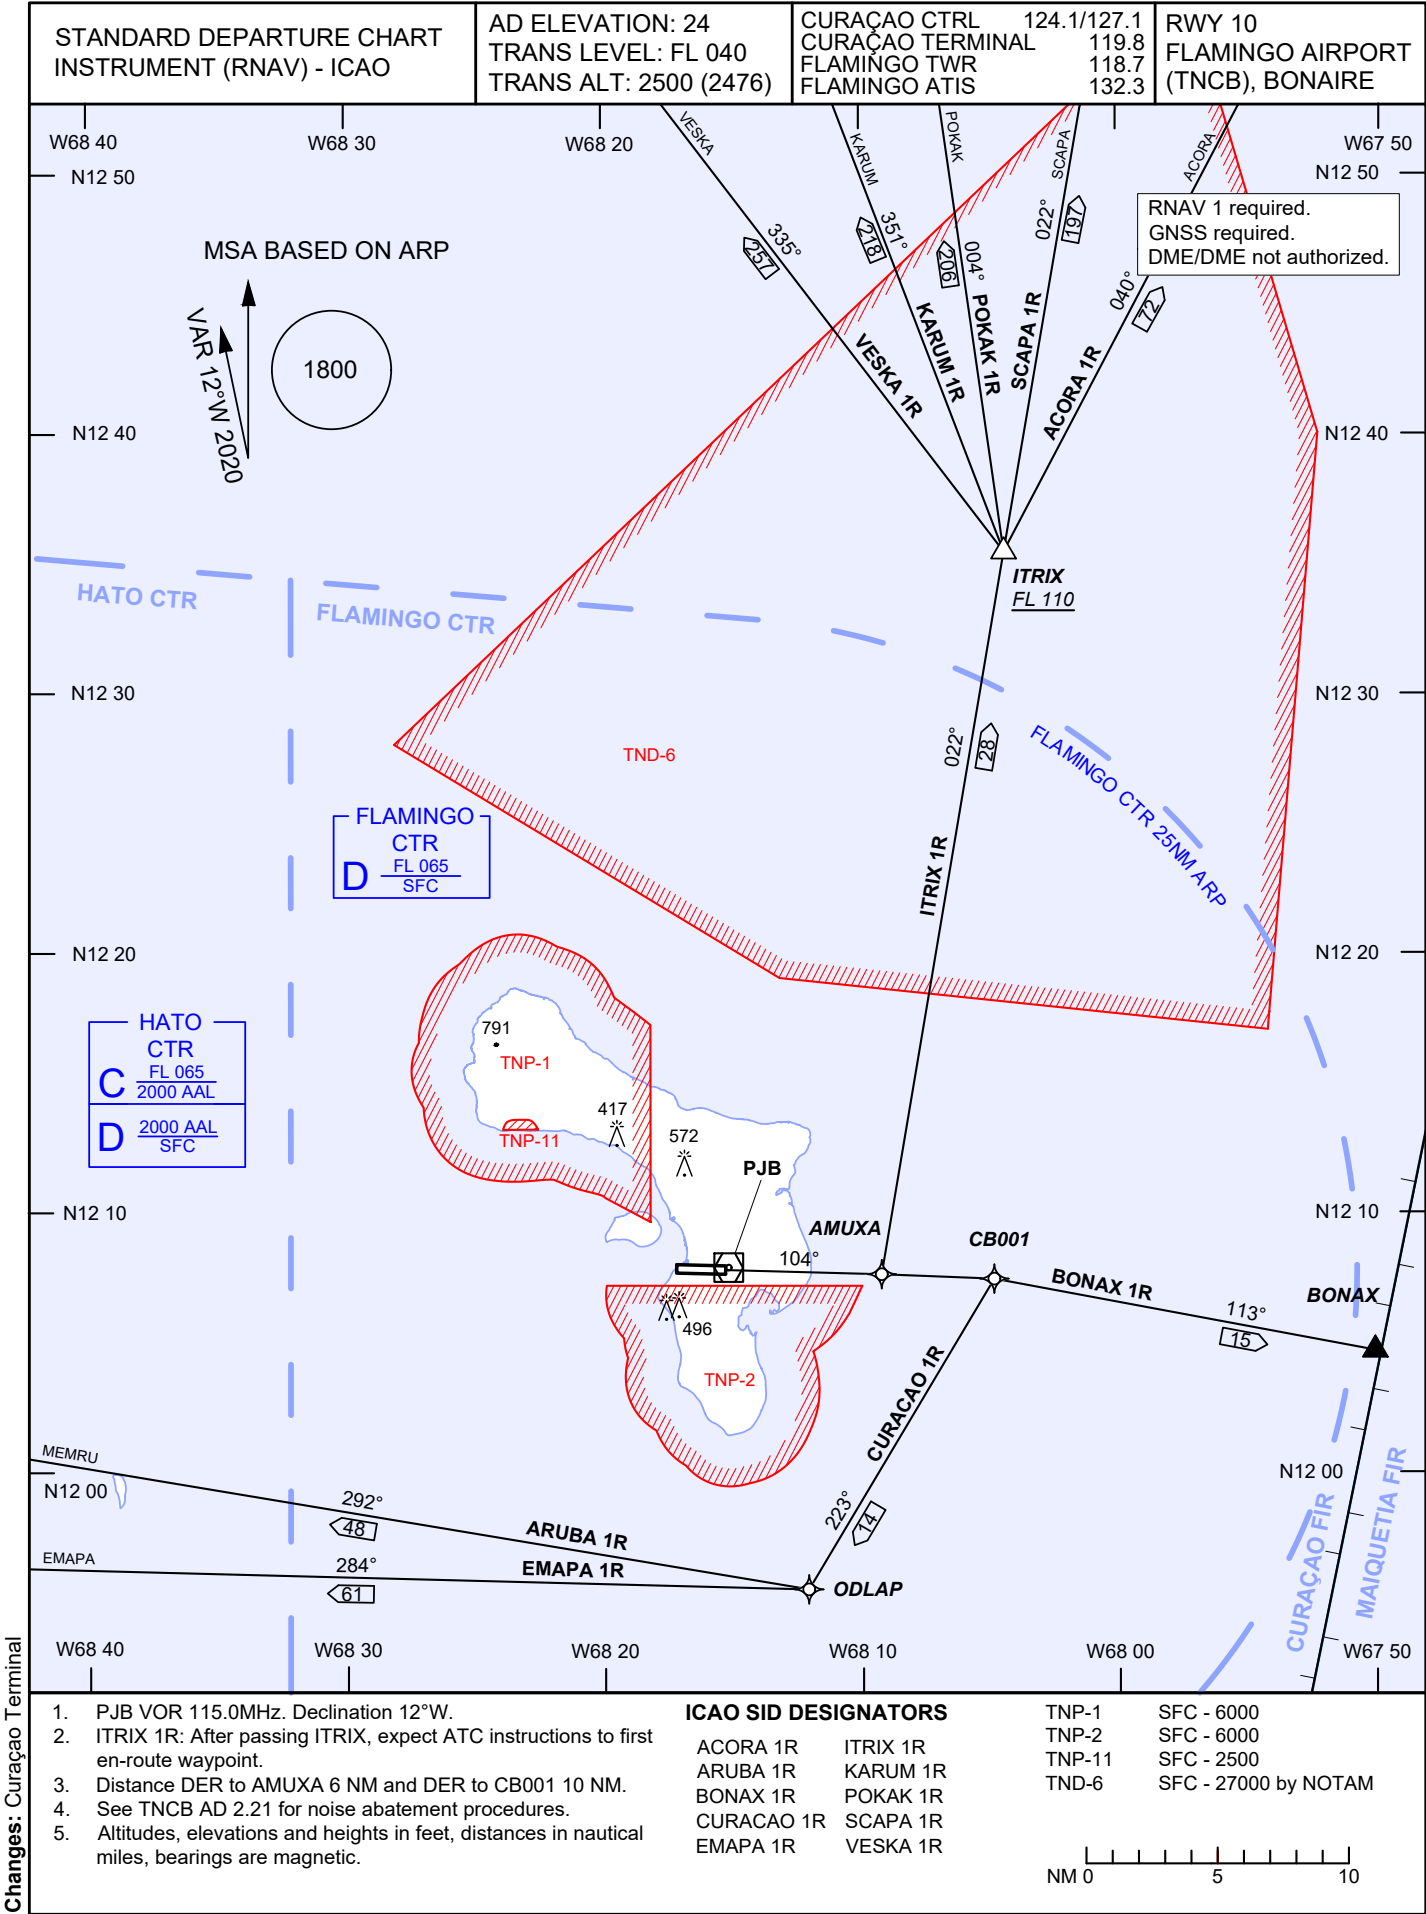 STANDARD DEPARTURE CHART
INSTRUMENT (RNAV) - ICAO
AD ELEVATION: 24
TRANS LEVEL: FL 040
TRANS ALT: 2500 (2476)
CURAÇAO CTRL 124.1/127.1
CURAÇAO TERMINAL 119.8
FLAMINGO TWR 118.7
FLAMINGO ATIS 132.3
RWY 10
FLAMINGO AIRPORT
(TNCB), BONAIRE
W68 40
W68 30
W68 20
W67 50
N12 50
N12 50
VESKA
KARUM
POKAK
SCAPA
ACORA
RNAV 1 required.
GNSS required.
DME/DME not authorized.
MSA BASED ON ARP
VAR 12°W 2020
1800
335°
257
351°
218
004°
206
022°
197
040°
72
VESKA 1R
KARUM 1R
POKAK 1R
SCAPA 1R
ACORA 1R
N12 40
N12 40
ITRIX
FL 110
HATO CTR
FLAMINGO CTR
N12 30
N12 30
TND-6
022°
28
ITRIX 1R
FLAMINGO CTR 25NM ARP
FLAMINGO
CTR
D FL 065
SFC
N12 20
N12 20
HATO
CTR
C FL 065
2000 AAL
D 2000 AAL
SFC
791
TNP-1
417
TNP-11
572
PJB
N12 10
N12 10
AMUXA
CB001
104°
BONAX 1R
BONAX
113°
15
496
TNP-2
CURACAO 1R
223°
14
MEMRU
N12 00
N12 00
292°
48
ARUBA 1R
EMAPA
284°
61
EMAPA 1R
ODLAP
CURAÇAO FIR
MAIQUETIA FIR
W68 40
W68 30
W68 20
W68 10
W68 00
W67 50
Changes: Curaçao Terminal
1. PJB VOR 115.0MHz. Declination 12°W.
2. ITRIX 1R: After passing ITRIX, expect ATC instructions to first
en-route waypoint.
3. Distance DER to AMUXA 6 NM and DER to CB001 10 NM.
4. See TNCB AD 2.21 for noise abatement procedures.
5. Altitudes, elevations and heights in feet, distances in nautical
miles, bearings are magnetic.
ICAO SID DESIGNATORS
ACORA 1R ITRIX 1R
ARUBA 1R KARUM 1R
BONAX 1R POKAK 1R
CURACAO 1R SCAPA 1R
EMAPA 1R VESKA 1R
TNP-1 SFC - 6000
TNP-2 SFC - 6000
TNP-11 SFC - 2500
TND-6 SFC - 27000 by NOTAM
NM 0 5 10